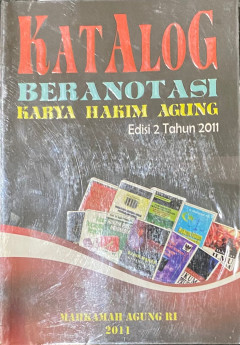 KATALOG
BERANOTASI
KARYA HAKIM AGUNG
Edisi 2 Tahun 2011
MAHKAMAH AGUNG RI
2011